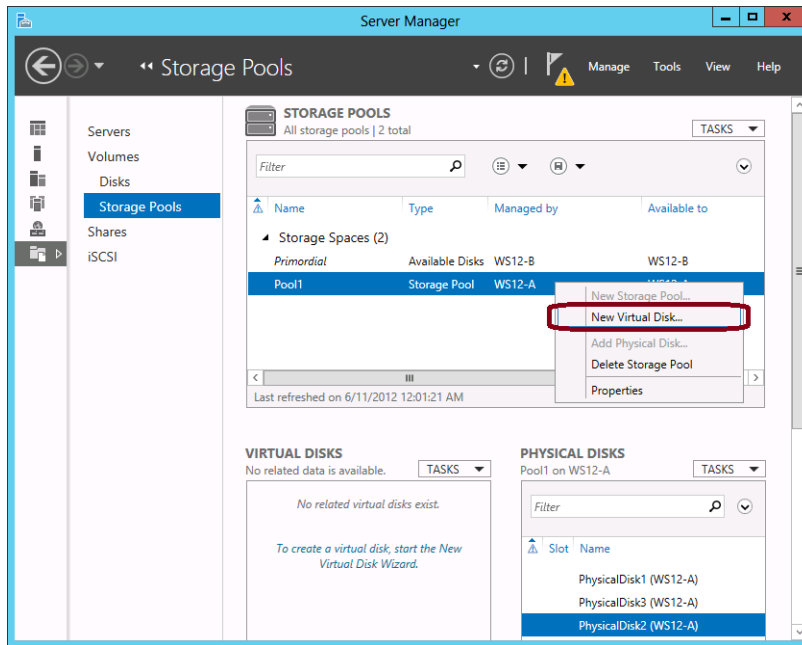 Server Manager
Storage Pools
Manage Tools View Help
Servers
Volumes
Disks
Storage Pools
Shares
iSCSI
STORAGE POOLS
All storage pools | 2 total
TASKS
Filter
Name Type Managed by Available to
Storage Spaces (2)
Primordial Available Disks WS12-B WS12-B
Pool1 Storage Pool WS12-A WS12-A
New Storage Pool...
New Virtual Disk...
Add Physical Disk...
Delete Storage Pool
Properties
Last refreshed on 6/11/2012 12:01:21 AM
VIRTUAL DISKS
No related data is available.
TASKS
No related virtual disks exist.
To create a virtual disk, start the New
Virtual Disk Wizard.
PHYSICAL DISKS
Pool1 on WS12-A
TASKS
Filter
Slot Name
PhysicalDisk1 (WS12-A)
PhysicalDisk3 (WS12-A)
PhysicalDisk2 (WS12-A)